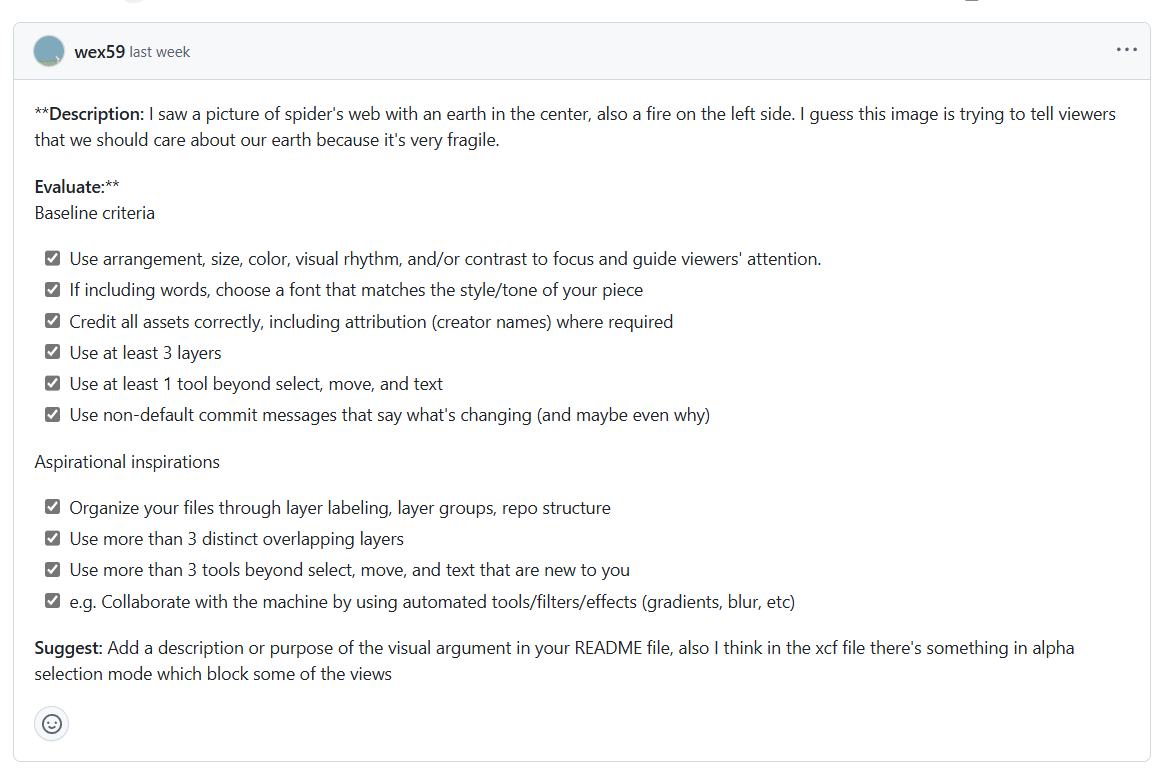 wex59 last week
**Description: I saw a picture of spider's web with an earth in the center, also a fire on the left side. I guess this image is trying to tell viewers
that we should care about our earth because it's very fragile.
Evaluate:**
Baseline criteria
Use arrangement, size, color, visual rhythm, and/or contrast to focus and guide viewers' attention.
If including words, choose a font that matches the style/tone of your piece
Credit all assets correctly, including attribution (creator names) where required
Use at least 3 layers
Use at least 1 tool beyond select, move, and text
Use non-default commit messages that say what's changing (and maybe even why)
Aspirational inspirations
Organize your files through layer labeling, layer groups, repo structure
Use more than 3 distinct overlapping layers
Use more than 3 tools beyond select, move, and text that are new to you
e.g. Collaborate with the machine by using automated tools/filters/effects (gradients, blur, etc)
Suggest: Add a description or purpose of the visual argument in your README file, also I think in the xcf file there's something in alpha
selection mode which block some of the views